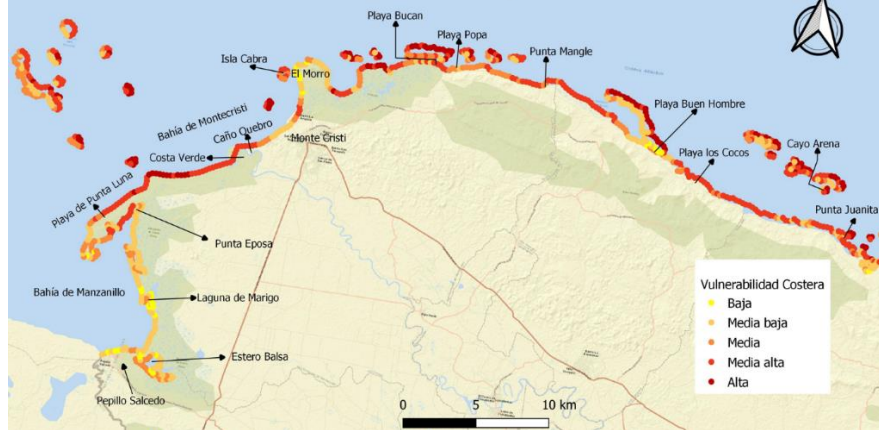 Playa Bucan
Playa Popa
Isla Cabra
El Morro
Punta Mangle
Bahía de Montecristi
Caño Quebro
Playa Buen Hombre
Monte Cristi
Costa Verde
Cayo Arena
Playa los Cocos
Playa de Punta Luna
Punta Juanita
Punta Eposa
Vulnerabilidad Costera
Baja
Bahía de Manzanillo
Laguna de Marigo
Media baja
Media
Estero Balsa
Media alta
Alta
Pepillo Salcedo
0 5 10 km